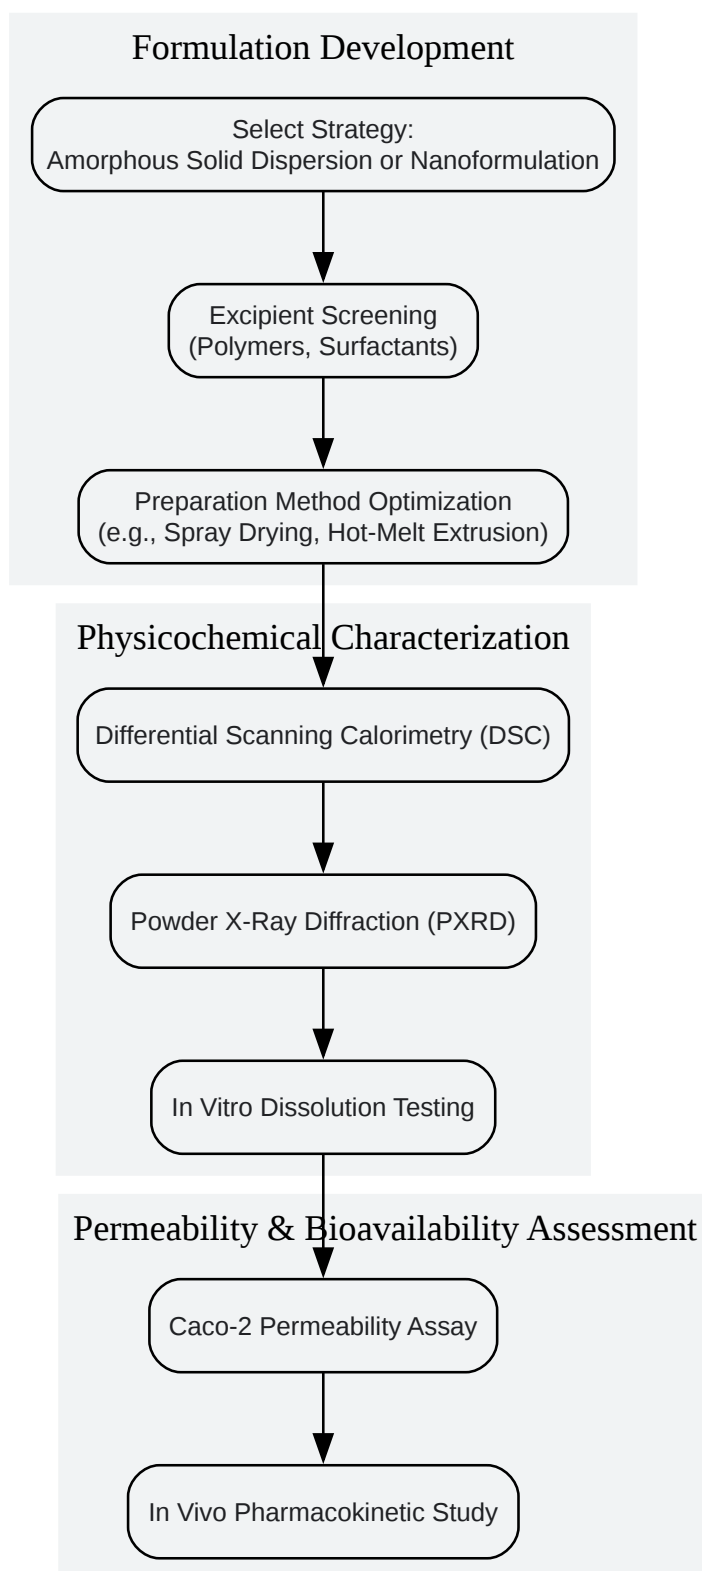 Formulation Development
Select Strategy:
Amorphous Solid Dispersion or Nanoformulation
Excipient Screening
(Polymers, Surfactants)
Preparation Method Optimization
(e.g., Spray Drying, Hot-Melt Extrusion)
Physicochemical Characterization
Differential Scanning Calorimetry (DSC)
Powder X-Ray Diffraction (PXRD)
In Vitro Dissolution Testing
Permeability & Bioavailability Assessment
Caco-2 Permeability Assay
In Vivo Pharmacokinetic Study